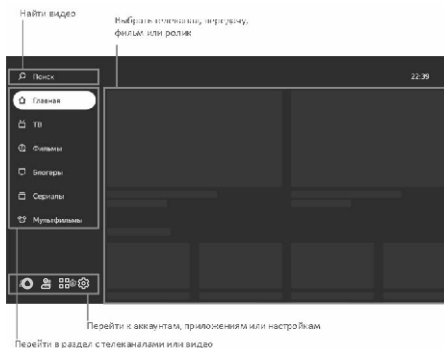 Найти видео
Выбрать телеканал, передачу,
фильм или ролик
Поиск
22:39
Главная
ТВ
Фильмы
Блогеры
Сериалы
Мультфильмы
Перейти к аккаунтам, приложениям или настройкам
Перейти в раздел с телеканалами или видео